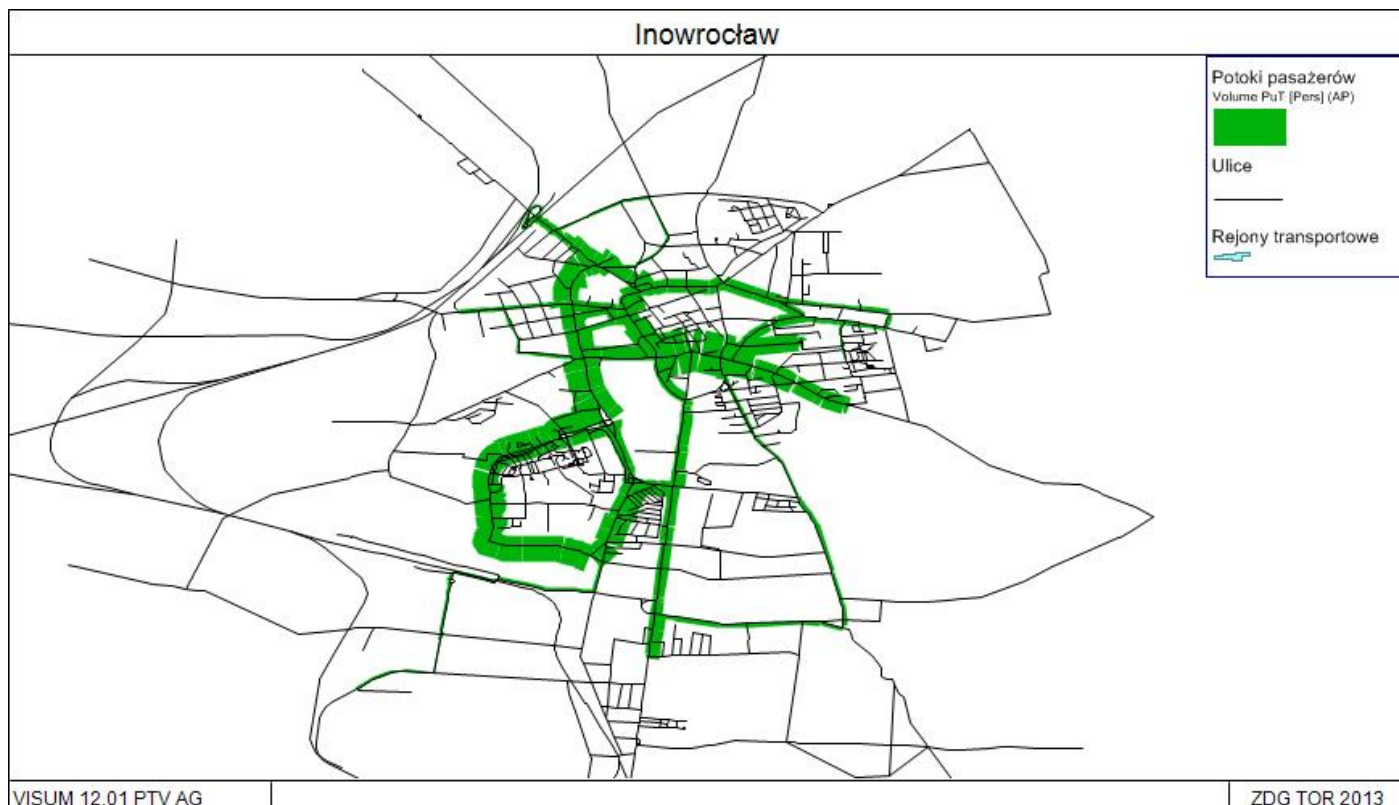 Inowrocław
Potoki pasażerów
Volume PuT [Pers] (AP)
Ulice
Rejony transportowe
VISUM 12.01 PTV AG
ZDG TOR 2013